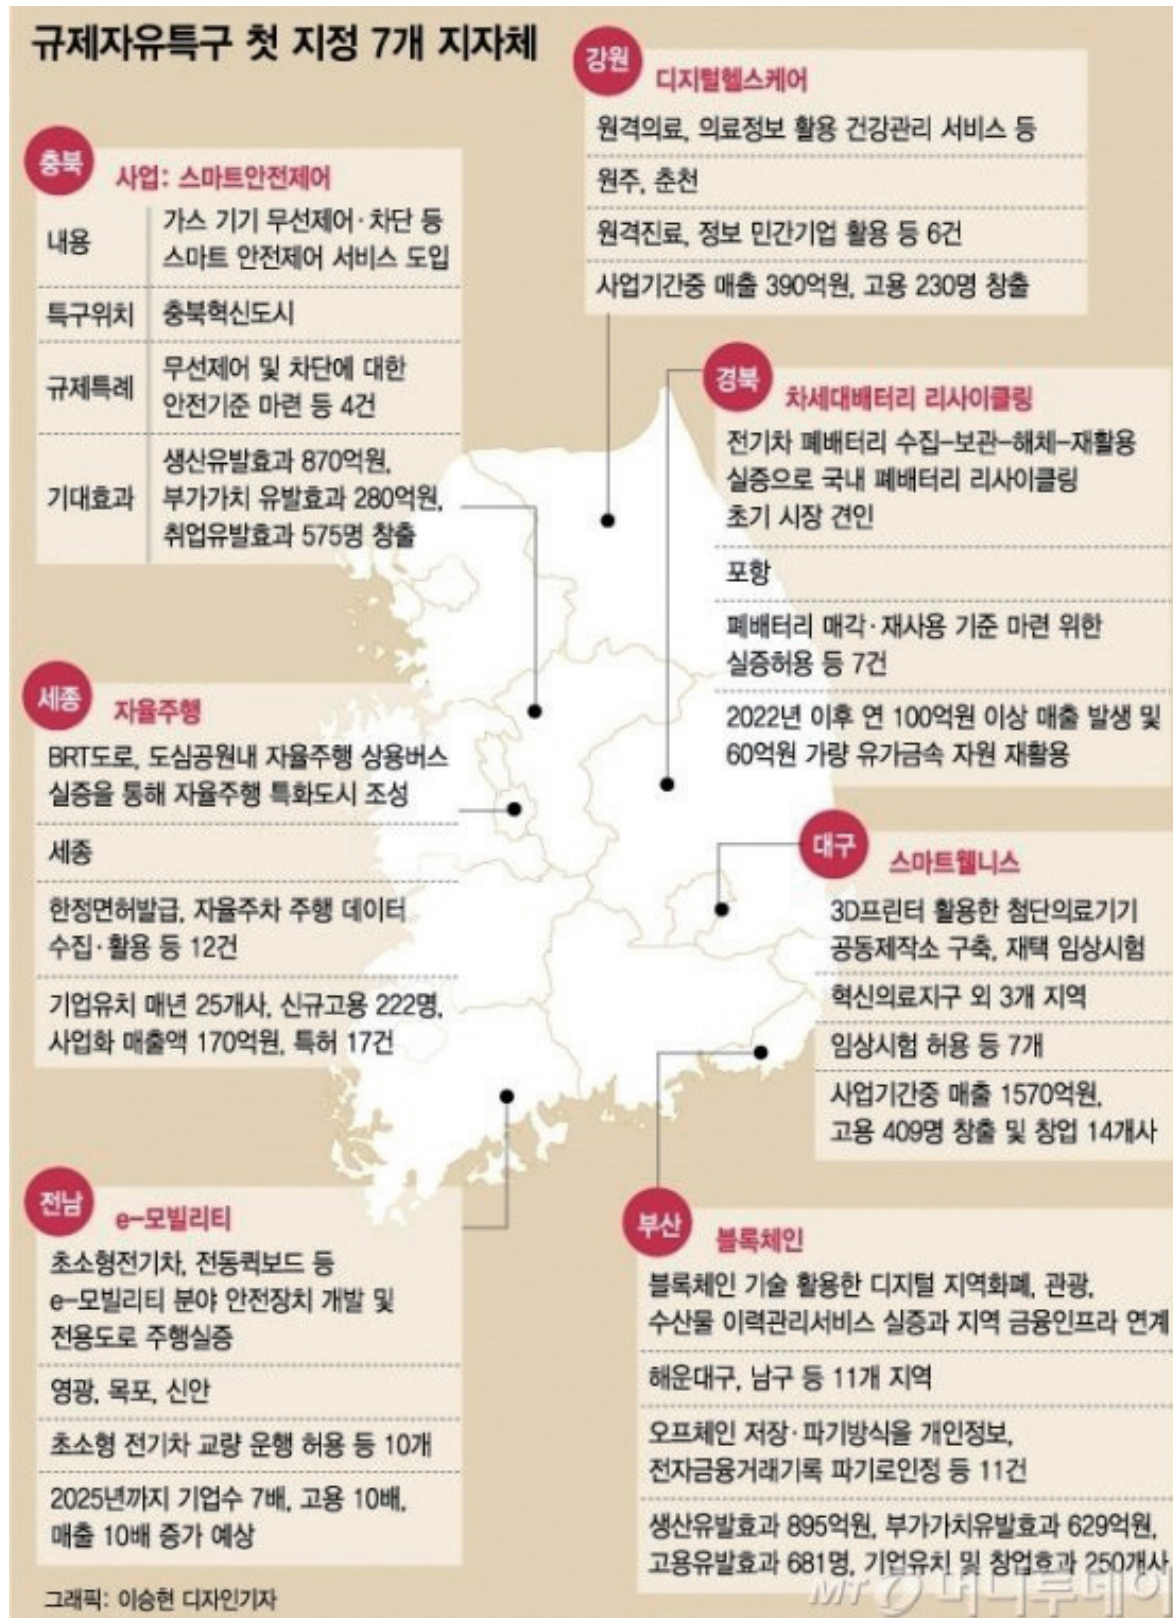 규제자유특구 첫 지정 7개 지자체
강원
디지털헬스케어
원격의료, 의료정보 활용 건강관리 서비스 등
원주, 춘천
원격진료, 정보 민간기업 활용 등 6건
사업기간중 매출 390억원, 고용 230명 창출
충북
사업: 스마트안전제어
내용
가스 기기 무선제어·차단 등
스마트 안전제어 서비스 도입
특구위치
충북혁신도시
규제특례
무선제어 및 차단에 대한
안전기준 마련 등 4건
기대효과
생산유발효과 870억원,
부가가치 유발효과 280억원,
취업유발효과 575명 창출
경북
차세대배터리 리사이클링
전기차 폐배터리 수집-보관-해체-재활용
실증으로 국내 폐배터리 리사이클링
초기 시장 견인
포항
폐배터리 매각·재사용 기준 마련 위한
실증허용 등 7건
2022년 이후 연 100억원 이상 매출 발생 및
60억원 가량 유가금속 자원 재활용
세종
자율주행
BRT도로, 도심공원내 자율주행 상용버스
실증을 통해 자율주행 특화도시 조성
세종
한정면허발급, 자율주차 주행 데이터
수집·활용 등 12건
기업유치 매년 25개사, 신규고용 222명,
사업화 매출액 170억원, 특허 17건
대구
스마트웰니스
3D프린터 활용한 첨단의료기기
공동제작소 구축, 재택 임상시험
혁신의료지구 외 3개 지역
임상시험 허용 등 7개
사업기간중 매출 1570억원,
고용 409명 창출 및 창업 14개사
전남
e-모빌리티
초소형전기차, 전동퀵보드 등
e-모빌리티 분야 안전장치 개발 및
전용도로 주행실증
영광, 목포, 신안
초소형 전기차 교량 운행 허용 등 10개
2025년까지 기업수 7배, 고용 10배,
매출 10배 증가 예상
부산
블록체인
블록체인 기술 활용한 디지털 지역화폐, 관광,
수산물 이력관리서비스 실증과 지역 금융인프라 연계
해운대구, 남구 등 11개 지역
오프체인 저장·파기방식을 개인정보,
전자금융거래기록 파기로인정 등 11건
생산유발효과 895억원, 부가가치유발효과 629억원,
고용유발효과 681명, 기업유치 및 창업효과 250개사
그래픽: 이승현 디자인기자
MT 머니투데이